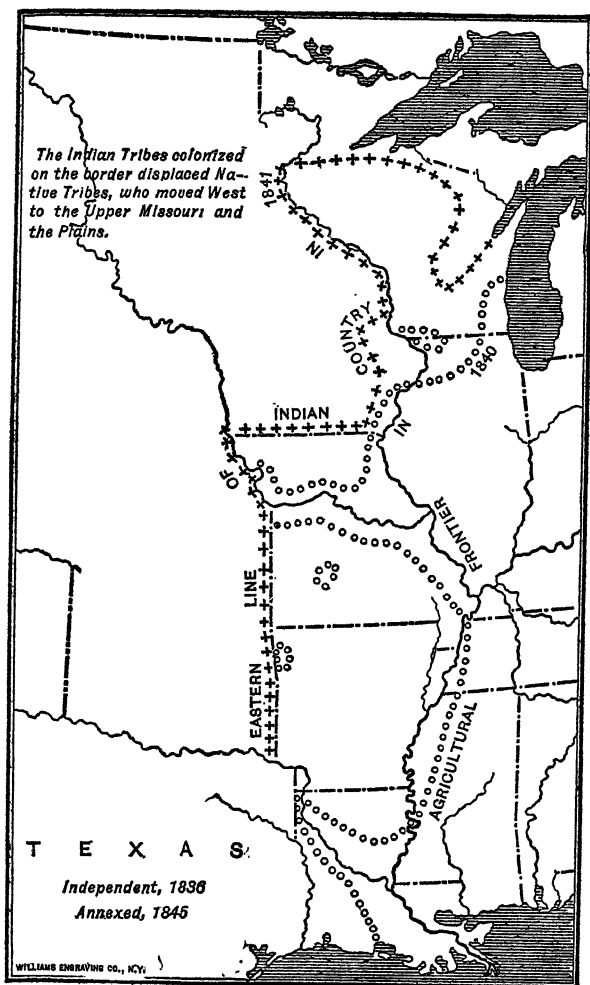 The Indian Tribes colonized
on the border displaced Na-
tive Tribes, who moved West
to the Upper Missouri and
the Plains.
EASTERN LINE OF INDIAN COUNTRY IN 1841
AGRICULTURAL FRONTIER IN 1840
TEXAS
Independent, 1836
Annexed, 1845
WILLIAMS ENGRAVING CO., N.Y.